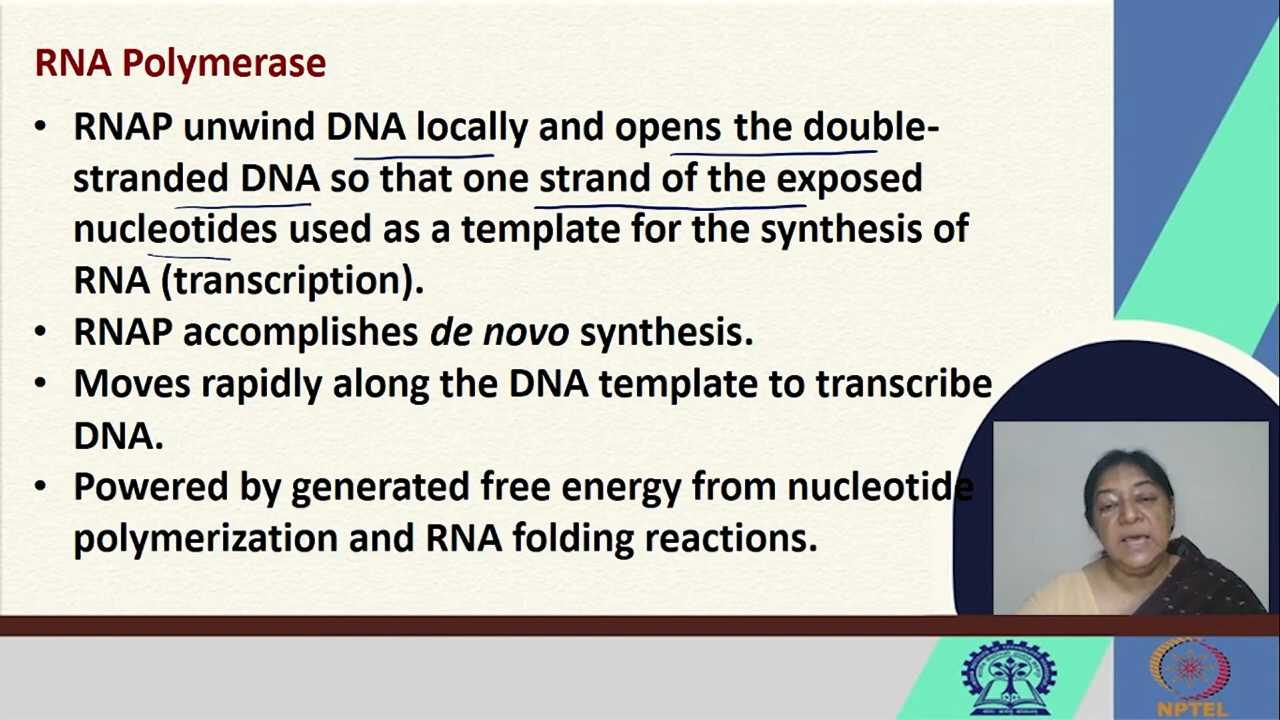 RNA Polymerase
• RNAP unwind DNA locally and opens the double-
stranded DNA so that one strand of the exposed
nucleotides used as a template for the synthesis of
RNA (transcription).
• RNAP accomplishes de novo synthesis.
• Moves rapidly along the DNA template to transcribe
DNA.
• Powered by generated free energy from nucleotide
polymerization and RNA folding reactions.
NPTEL